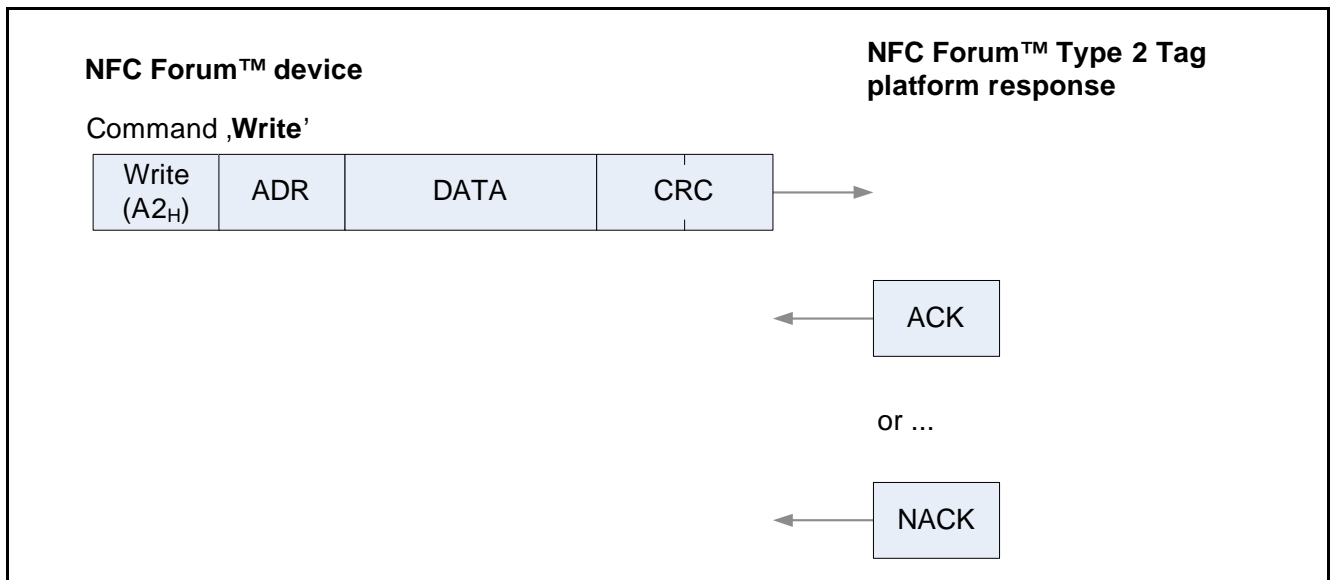 NFC Forum™ device
NFC Forum™ Type 2 Tag
platform response
Command ‚Write’
Write
(A2H)
ADR
DATA
CRC
ACK
or ...
NACK